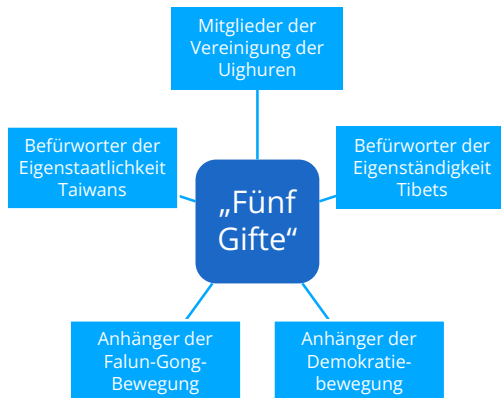 Mitglieder der
Vereinigung der
Uighuren
Befürworter der
Eigenstaatlichkeit
Taiwans
Befürworter der
Eigenständigkeit
Tibets
„Fünf
Gifte“
Anhänger der
Falun-Gong-
Bewegung
Anhänger der
Demokratie-
bewegung